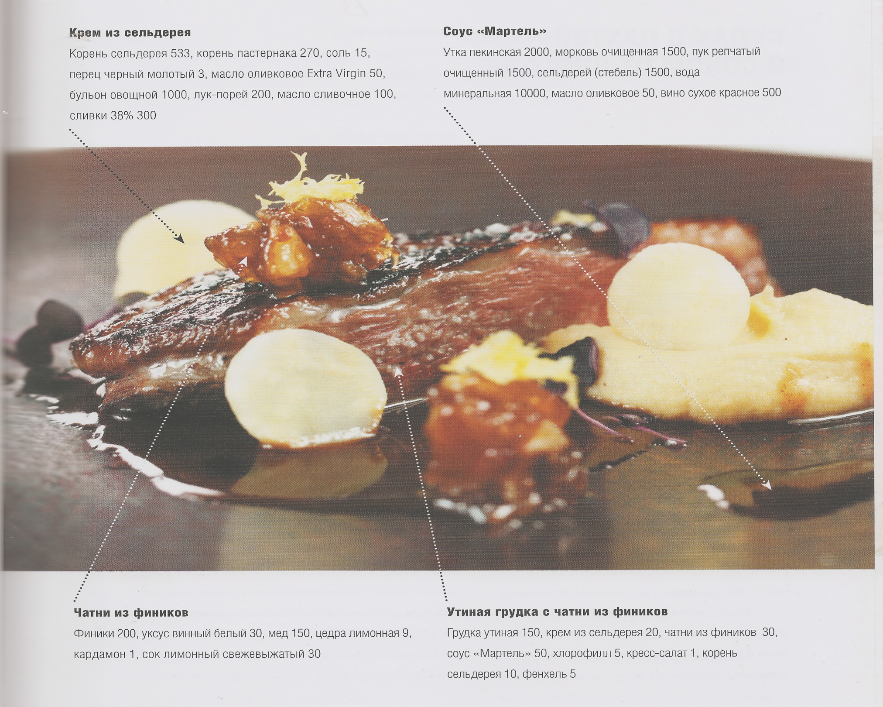 Крем из сельдерея
Корень сельдерея 533, корень пастернака 270, соль 15,
перец черный молотый 3, масло оливковое Extra Virgin 50,
бульон овощной 1000, лук-порей 200, масло сливочное 100,
сливки 38% 300
Соус «Мартель»
Утка пекинская 2000, морковь очищенная 1500, лук репчатый
очищенный 1500, сельдерей (стебель) 1500, вода
минеральная 10000, масло оливковое 50, вино сухое красное 500
Чатни из фиников
Финики 200, уксус винный белый 30, мед 150, цедра лимонная 9,
кардамон 1, сок лимонный свежевыжатый 30
Утиная грудка с чатни из фиников
Грудка утиная 150, крем из сельдерея 20, чатни из фиников 30,
соус «Мартель» 50, хлорофилл 5, кресс-салат 1, корень
сельдерея 10, фенхель 5